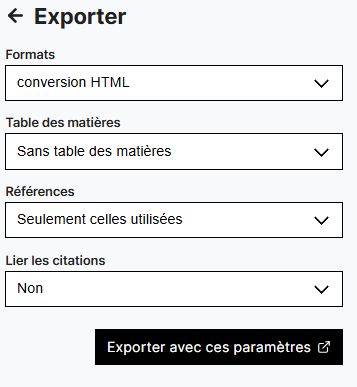 Exporter
Formats
conversion HTML
Table des matières
Sans table des matières
Références
Seulement celles utilisées
Lier les citations
Non
Exporter avec ces paramètres